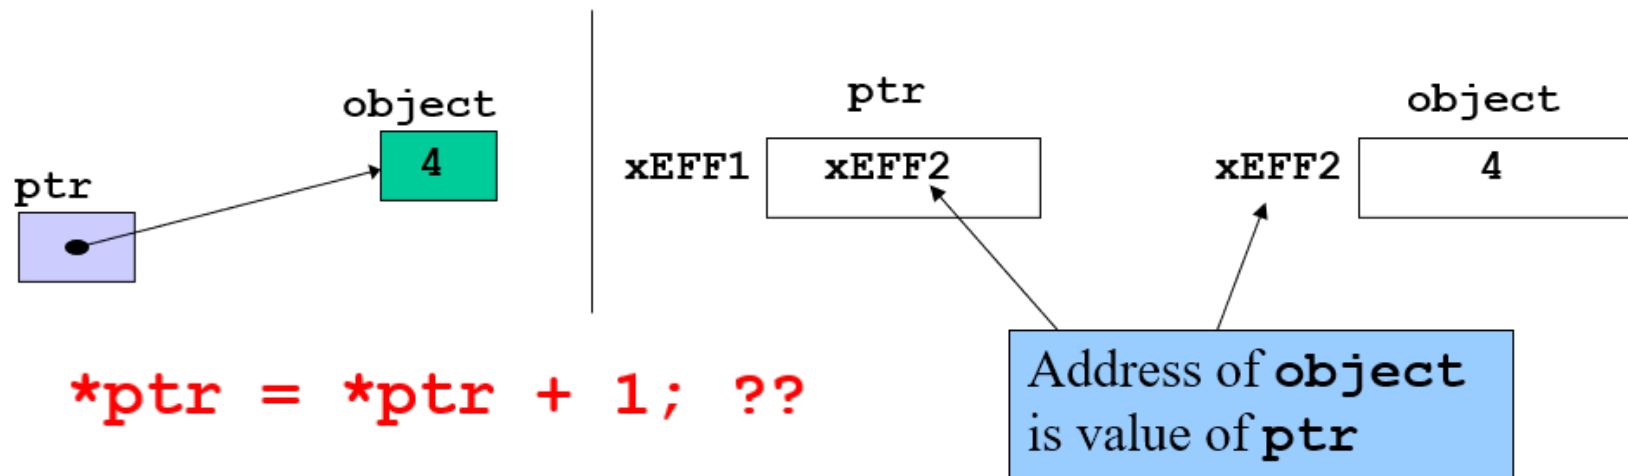 object
4
ptr
ptr
xEFF1 xEFF2
object
xEFF2 4
*ptr = *ptr + 1; ??
Address of object
is value of ptr